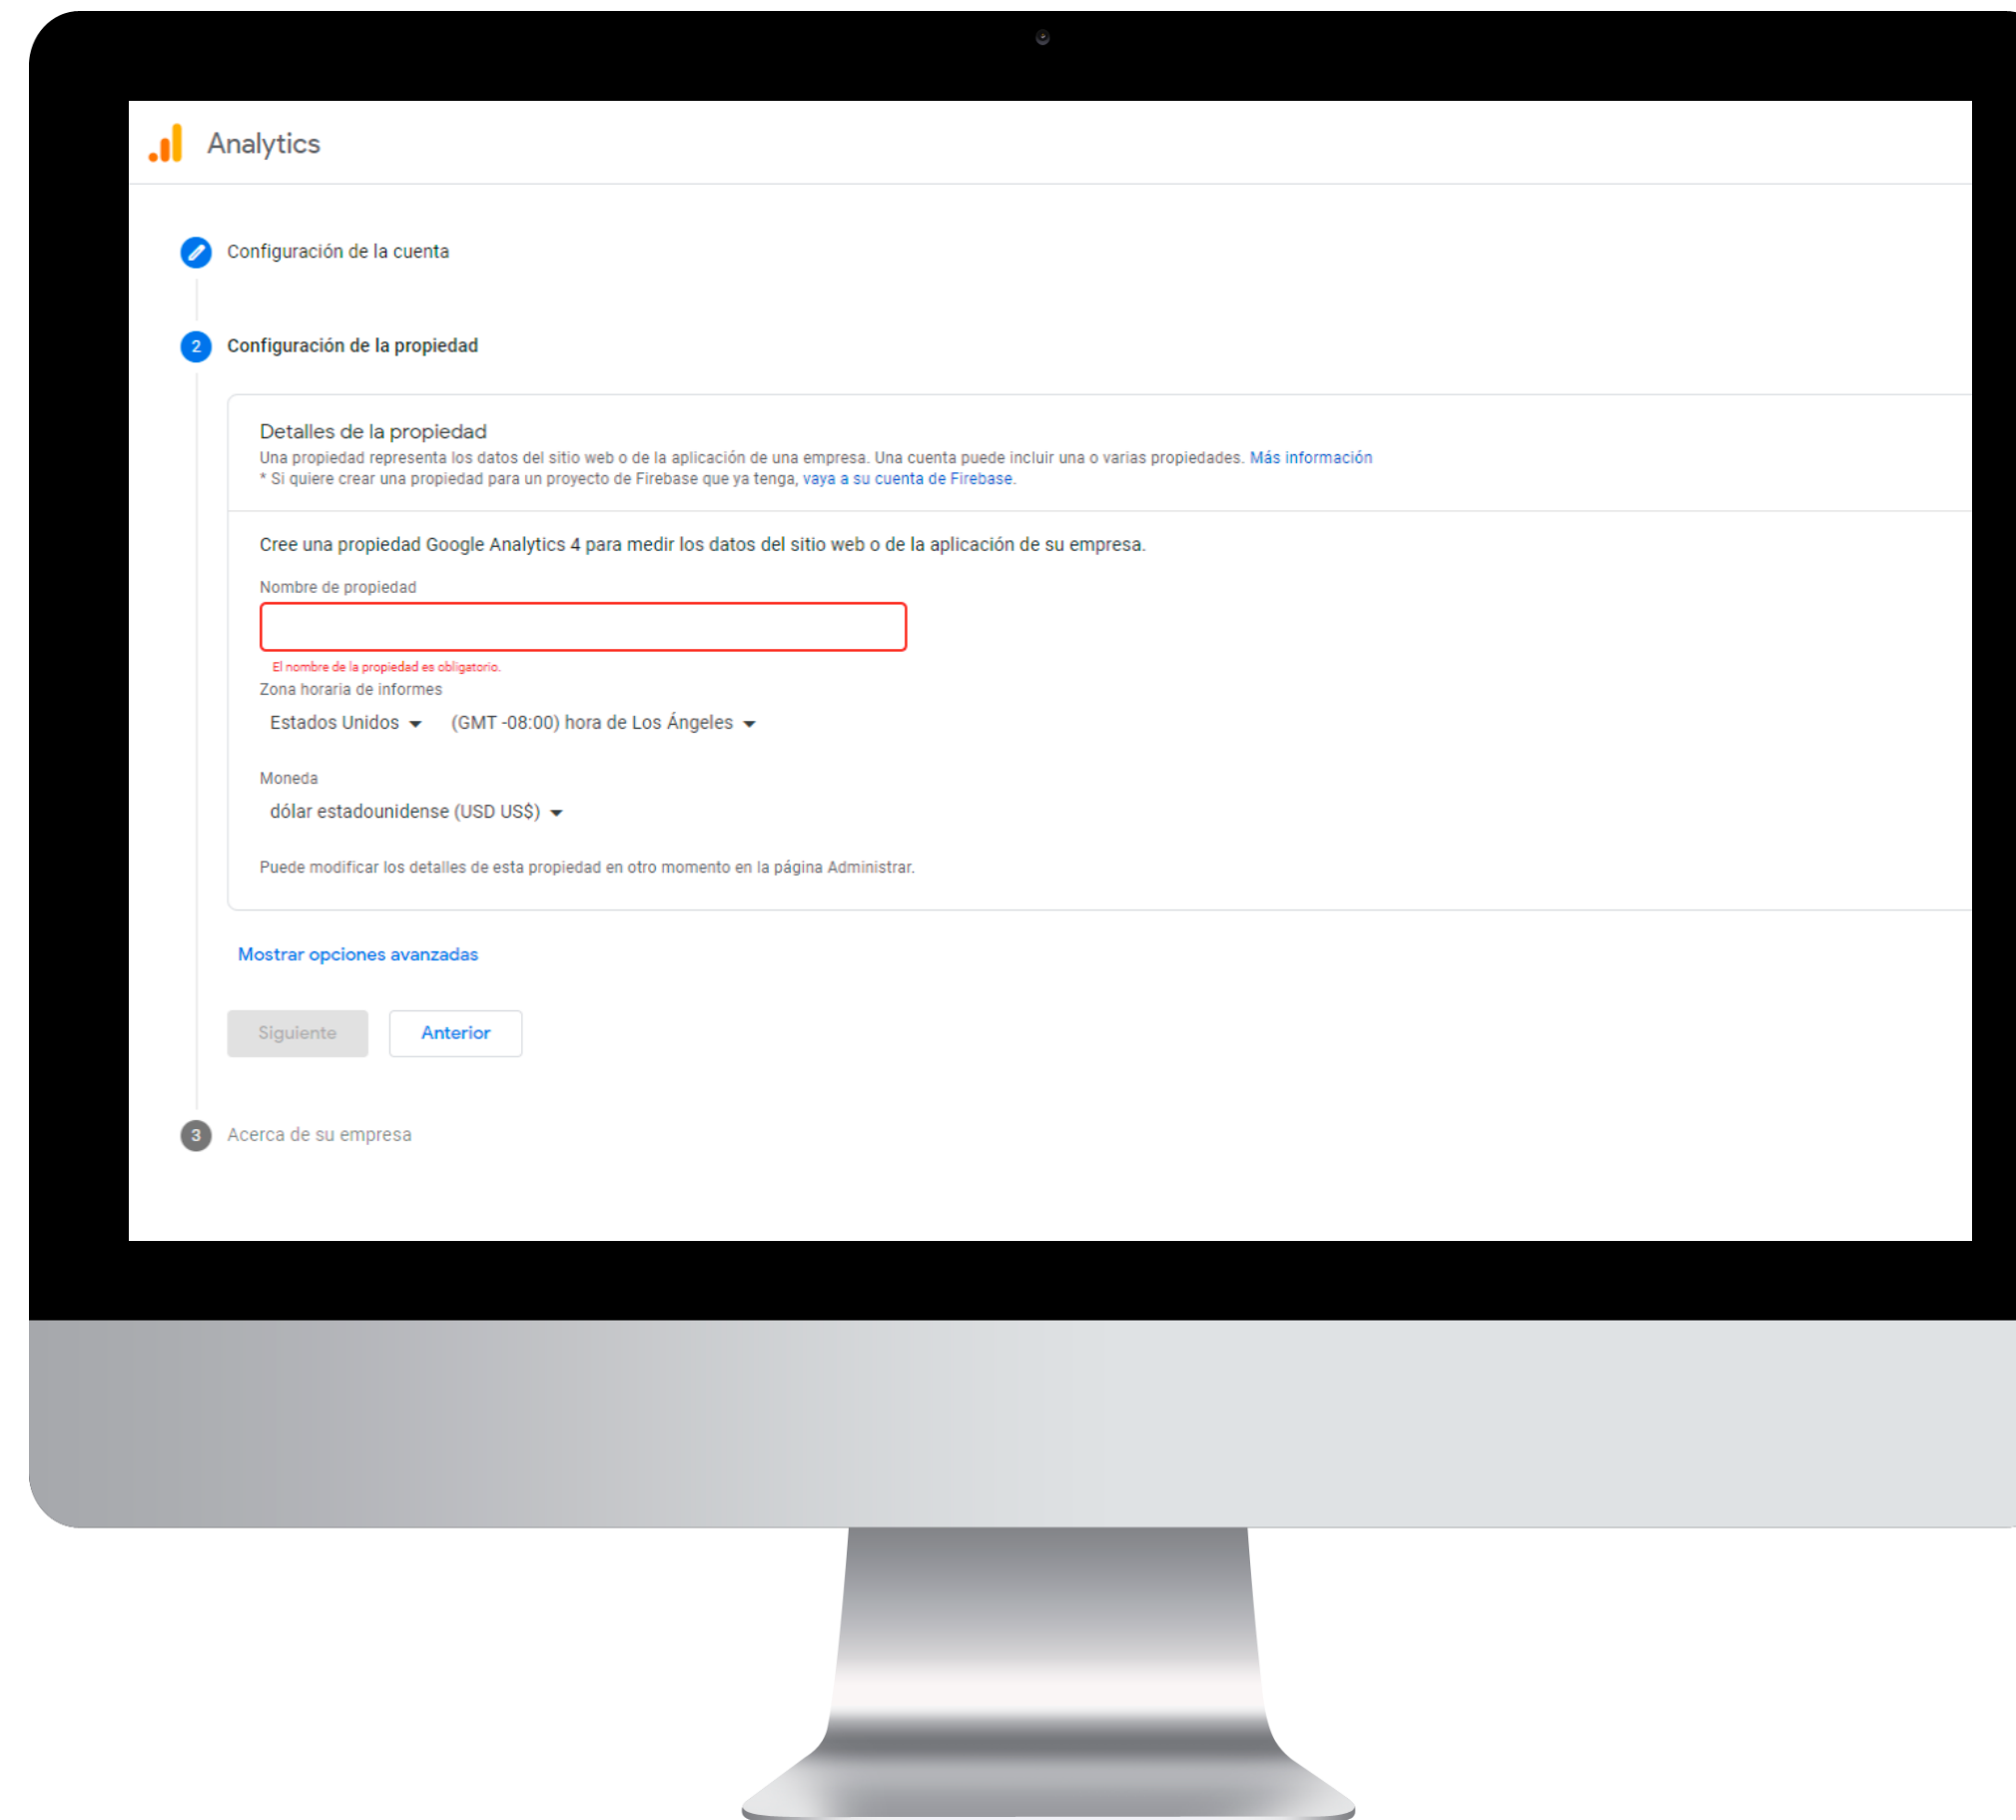 Analytics
Configuración de la cuenta
2 Configuración de la propiedad
Detalles de la propiedad
Una propiedad representa los datos del sitio web o de la aplicación de una empresa. Una cuenta puede incluir una o varias propiedades. Más información
* Si quiere crear una propiedad para un proyecto de Firebase que ya tenga, vaya a su cuenta de Firebase.
Cree una propiedad Google Analytics 4 para medir los datos del sitio web o de la aplicación de su empresa.
Nombre de propiedad
El nombre de la propiedad es obligatorio.
Zona horaria de informes
Estados Unidos (GMT -08:00) hora de Los Ángeles
Moneda
dólar estadounidense (USD US$)
Puede modificar los detalles de esta propiedad en otro momento en la página Administrar.
Mostrar opciones avanzadas
Siguiente Anterior
3 Acerca de su empresa